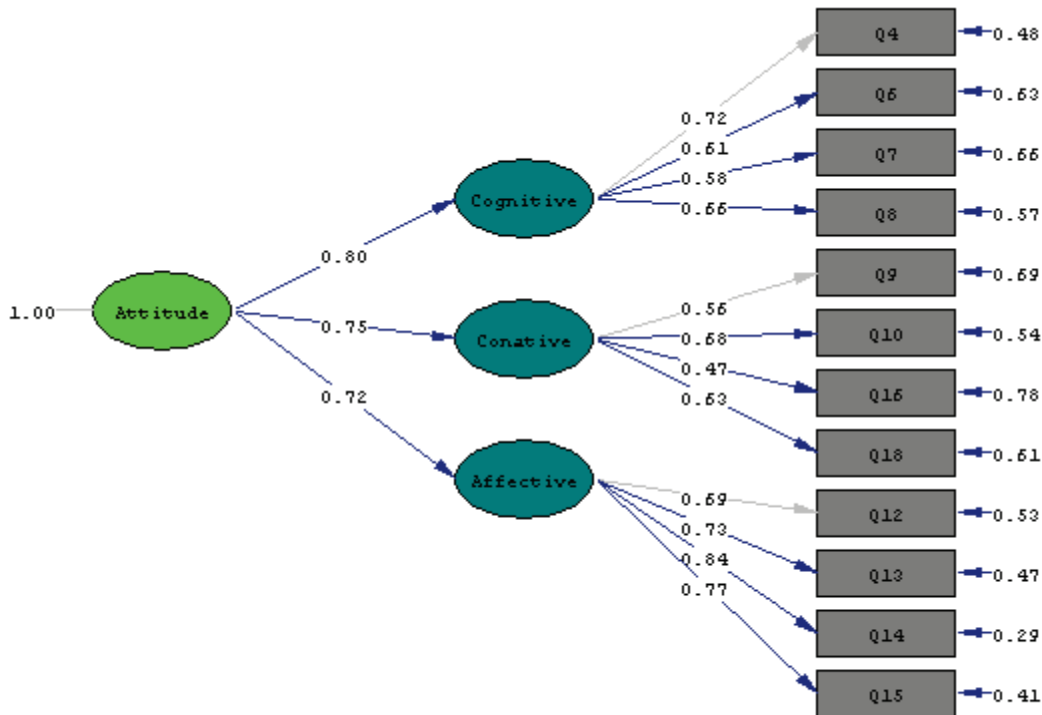 1.00
Attitude
0.80
0.75
0.72
Cognitive
Conative
Affective
0.72
0.61
0.58
0.66
0.56
0.68
0.47
0.63
0.69
0.73
0.84
0.77
Q4 0.48
Q6 0.63
Q7 0.66
Q8 0.57
Q9 0.69
Q10 0.54
Q16 0.78
Q18 0.61
Q12 0.53
Q13 0.47
Q14 0.29
Q15 0.41